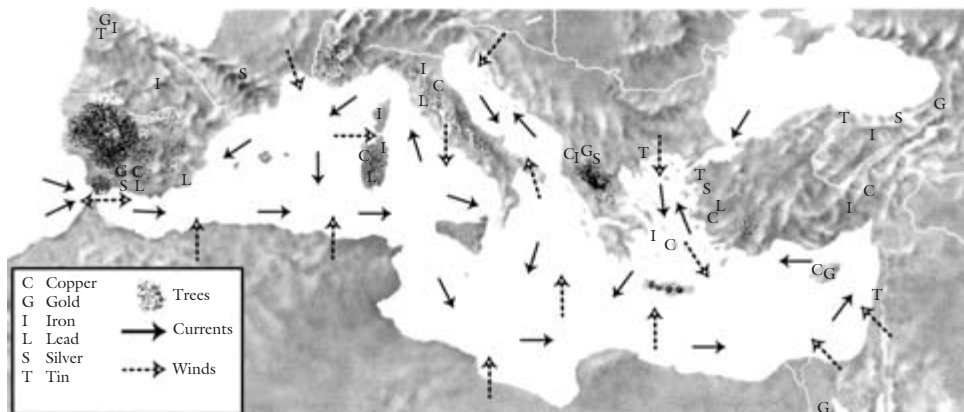 G
I
T
I
S
I
C
L
T
S
G
I
C
I
G C
S L
L
C
I
L
C I G S
T
T
S
L
C
I
C
C G
T
G
C Copper
G Gold
I Iron
L Lead
S Silver
T Tin
Trees
Currents
Winds